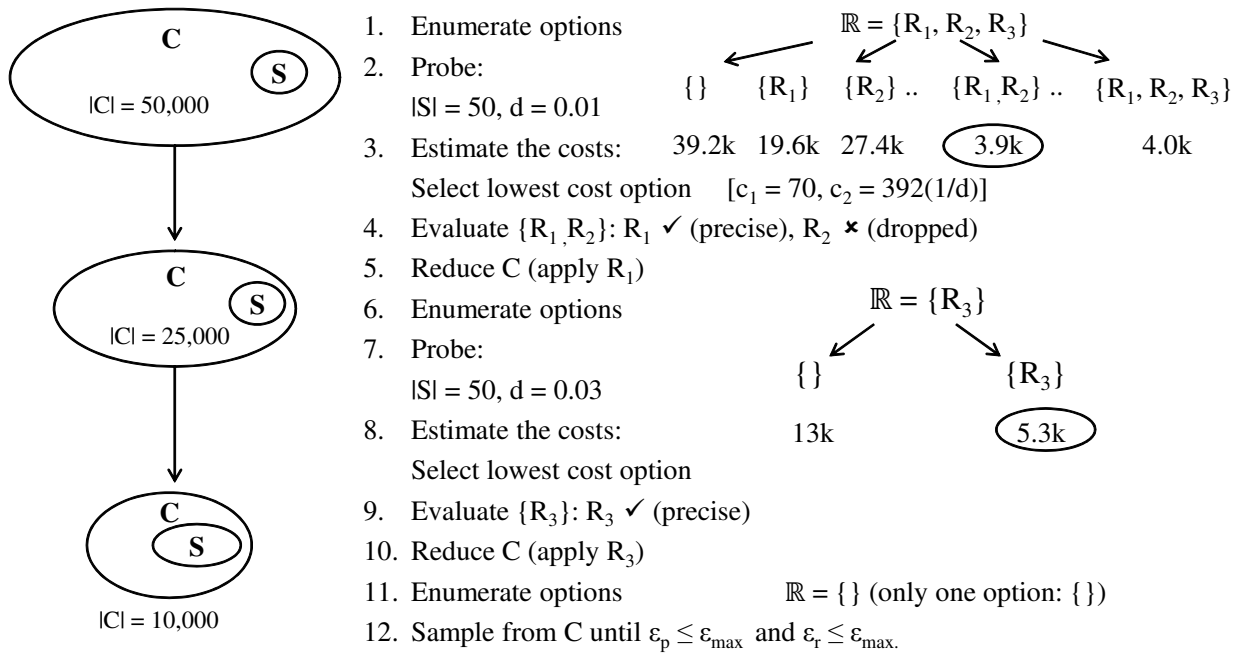 C
S
|C| = 50,000
C
S
|C| = 25,000
C
S
|C| = 10,000
1. Enumerate options
ℝ = {R₁, R₂, R₃}
2. Probe:
{} {R₁} {R₂} .. {R₁,R₂} .. {R₁, R₂, R₃}
|S| = 50, d = 0.01
3. Estimate the costs: 39.2k 19.6k 27.4k 3.9k 4.0k
Select lowest cost option [c₁ = 70, c₂ = 392(1/d)]
4. Evaluate {R₁,R₂}: R₁ ✓ (precise), R₂ ✘ (dropped)
5. Reduce C (apply R₁)
6. Enumerate options
ℝ = {R₃}
7. Probe:
{} {R₃}
|S| = 50, d = 0.03
8. Estimate the costs: 13k 5.3k
Select lowest cost option
9. Evaluate {R₃}: R₃ ✓ (precise)
10. Reduce C (apply R₃)
11. Enumerate options ℝ = {} (only one option: {})
12. Sample from C until εₚ ≤ εₘₐₓ and εᵣ ≤ εₘₐₓ.